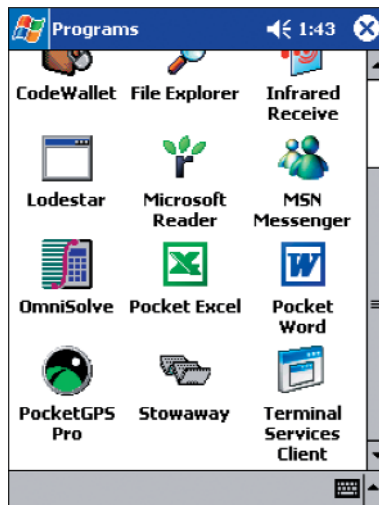 Programs 1:43
CodeWallet File Explorer Infrared
Receive
Lodestar Microsoft MSN
Reader Messenger
OmniSolve Pocket Excel Pocket
Word
PocketGPS Stowaway Terminal
Pro Services
Client